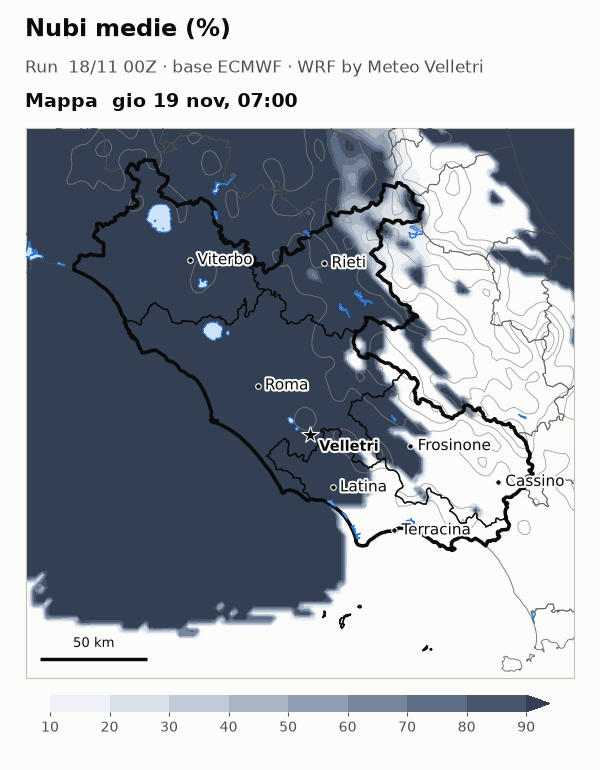 Nubi medie (%)
Run 18/11 00Z · base ECMWF · WRF by Meteo Velletri
Mappa gio 19 nov, 07:00
Viterbo
Rieti
Roma
Velletri
Frosinone
Latina
Cassino
Terracina
50 km
10 20 30 40 50 60 70 80 90